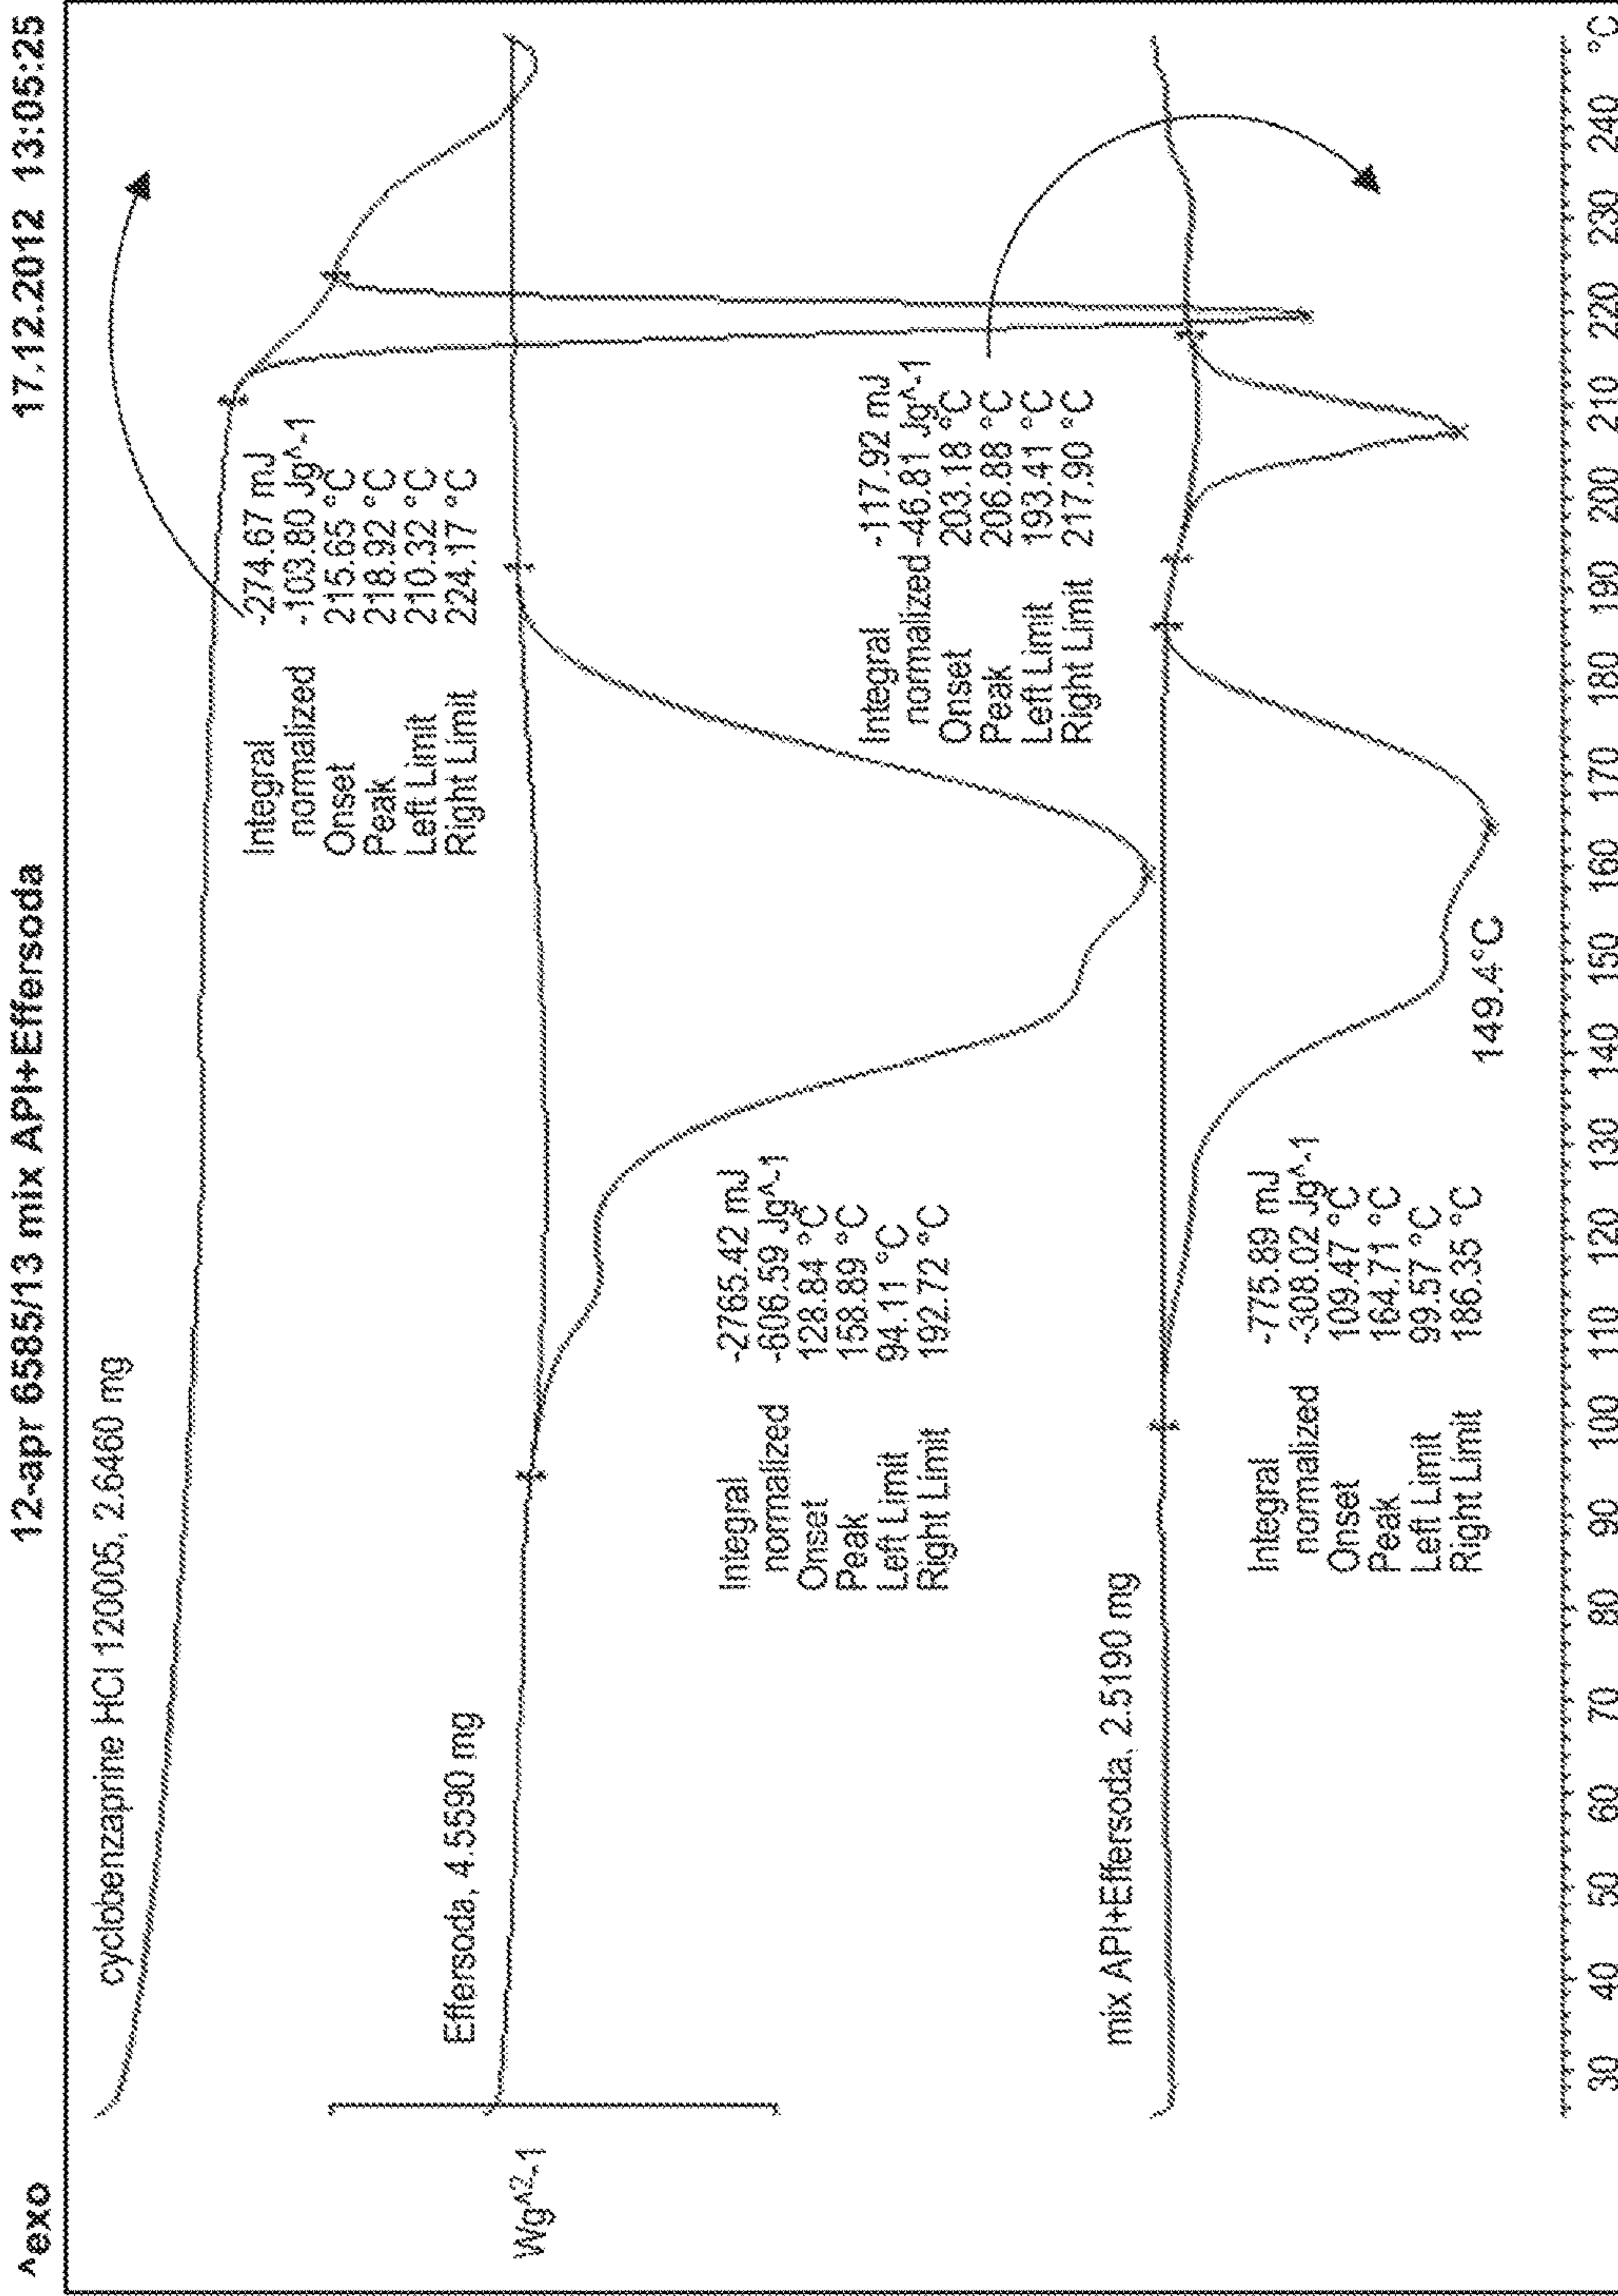 ^exo 12-apr 6585/13 mix API+Effersoda 17.12.2012 13:05:25
cyclobenzaprine HCl 12005, 2.6460 mg
Integral -274.67 mJ
normalized -103.80 Jg^-1
Onset 215.65 °C
Peak 218.92 °C
Left Limit 210.32 °C
Right Limit 224.17 °C
Effersoda, 4.5590 mg
Wg^2-1
Integral -2765.42 mJ
normalized -606.59 Jg^-1
Onset 128.84 °C
Peak 158.89 °C
Left Limit 94.11 °C
Right Limit 192.72 °C
Integral -117.92 mJ
normalized -46.81 Jg^-1
Onset 203.18 °C
Peak 206.88 °C
Left Limit 193.41 °C
Right Limit 217.90 °C
mix API+Effersoda, 2.5190 mg
Integral -775.89 mJ
normalized -308.02 Jg^-1
Onset 109.47 °C
Peak 164.71 °C
Left Limit 99.57 °C
Right Limit 186.35 °C
149.4°C
30 40 50 60 70 80 90 100 110 120 130 140 150 160 170 180 190 200 210 220 230 240 °C